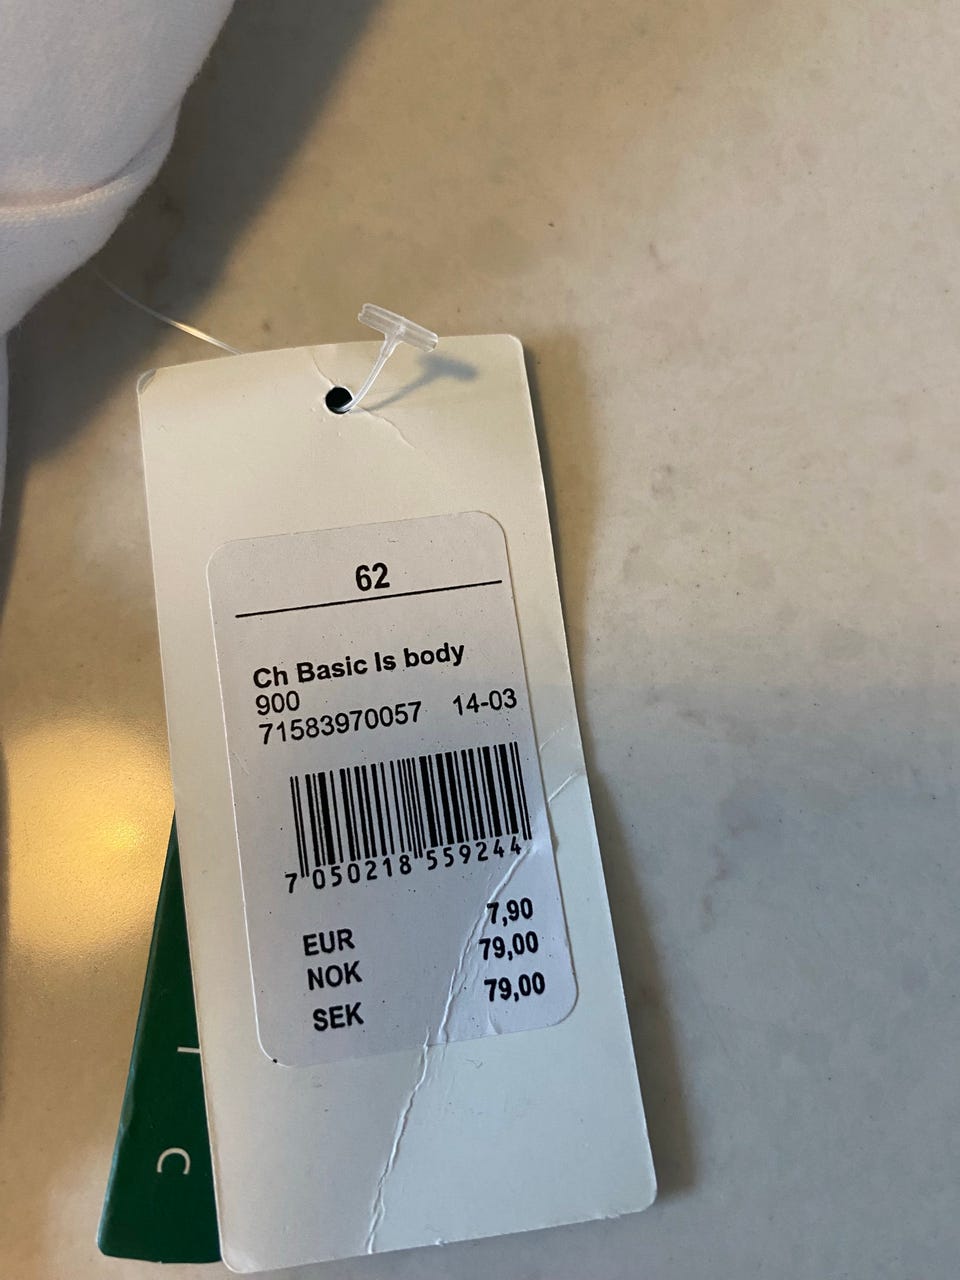 62
Ch Basic ls body
900
71583970057 14-03
7 050218 559244
7,90
EUR 79,00
NOK 79,00
SEK
C